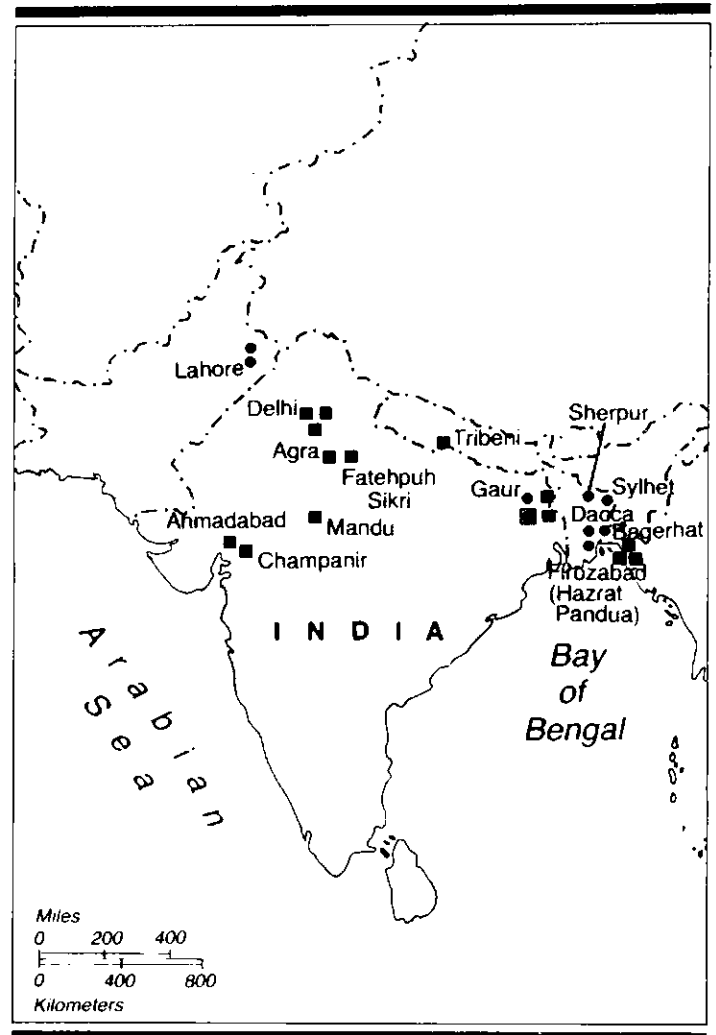 Lahore
Delhi
Sherpur
Tribeni
Agra
Fatehpuh
Sikri
Gaur
Sylhet
Dacca
Bagerhat
Ahmadabad
Mandu
Champanir
Firozabad
(Hazrat
Pandua)
INDIA
Arabian
Sea
Bay
of
Bengal
Miles
0 200 400
0 400 800
Kilometers